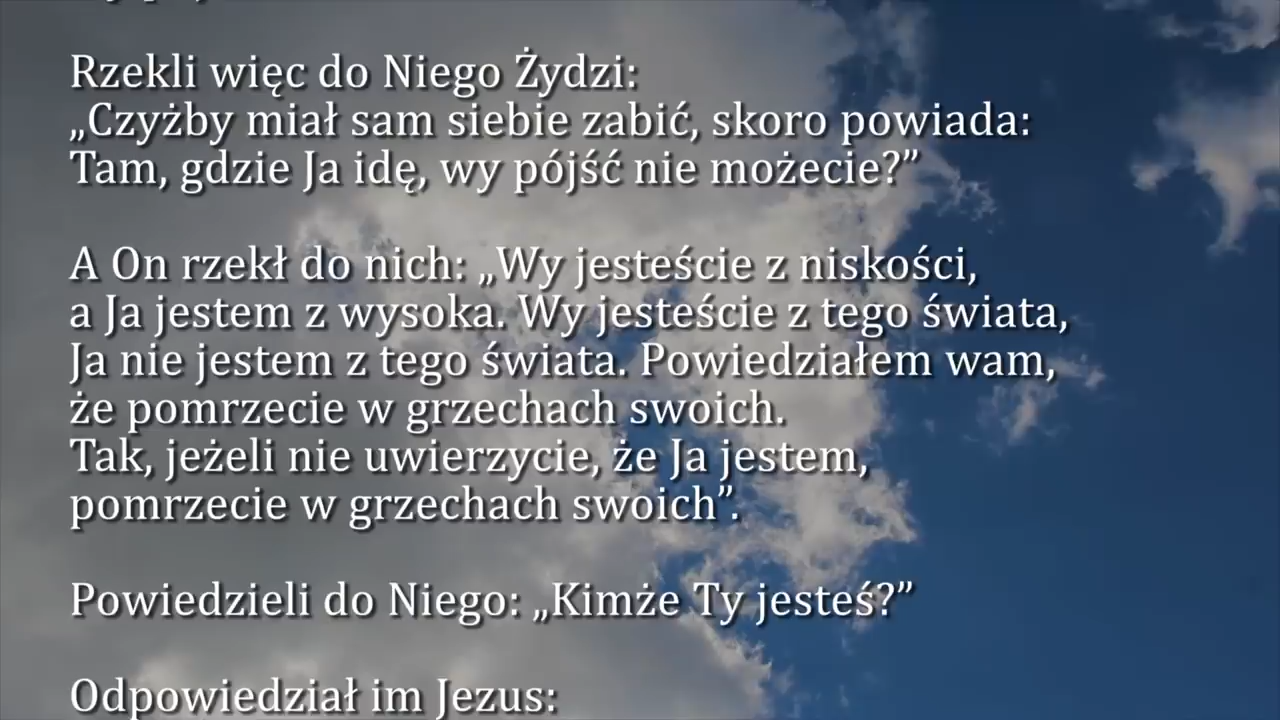 Rzekli więc do Niego Żydzi:
„Czyżby miał sam siebie zabić, skoro powiada:
Tam, gdzie Ja idę, wy pójść nie możecie?”
A On rzekł do nich: „Wy jesteście z niskości,
a Ja jestem z wysoka. Wy jesteście z tego świata,
Ja nie jestem z tego świata. Powiedziałem wam,
że pomrzecie w grzechach swoich.
Tak, jeżeli nie uwierzycie, że Ja jestem,
pomrzecie w grzechach swoich”.
Powiedzieli do Niego: „Kimże Ty jesteś?”
Odpowiedział im Jezus: